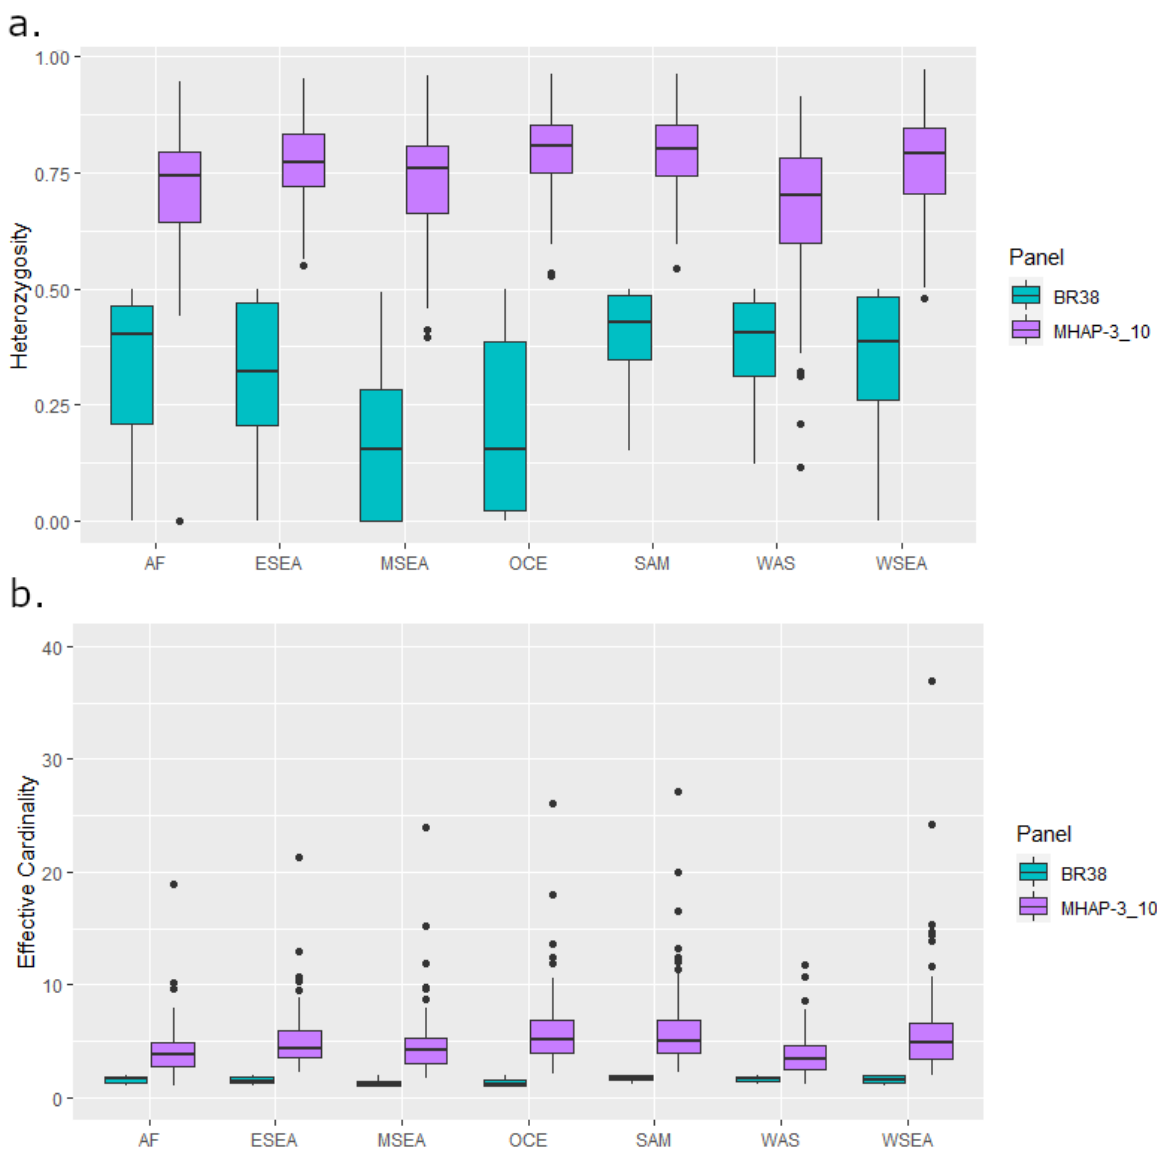 a.
1.00
0.75
0.50
0.25
0.00
Heterozygosity
AF ESEA MSEA OCE SAM WAS WSEA
Panel
BR38
MHAP-3_10
b.
40
30
20
10
0
Effective Cardinality
AF ESEA MSEA OCE SAM WAS WSEA
Panel
BR38
MHAP-3_10